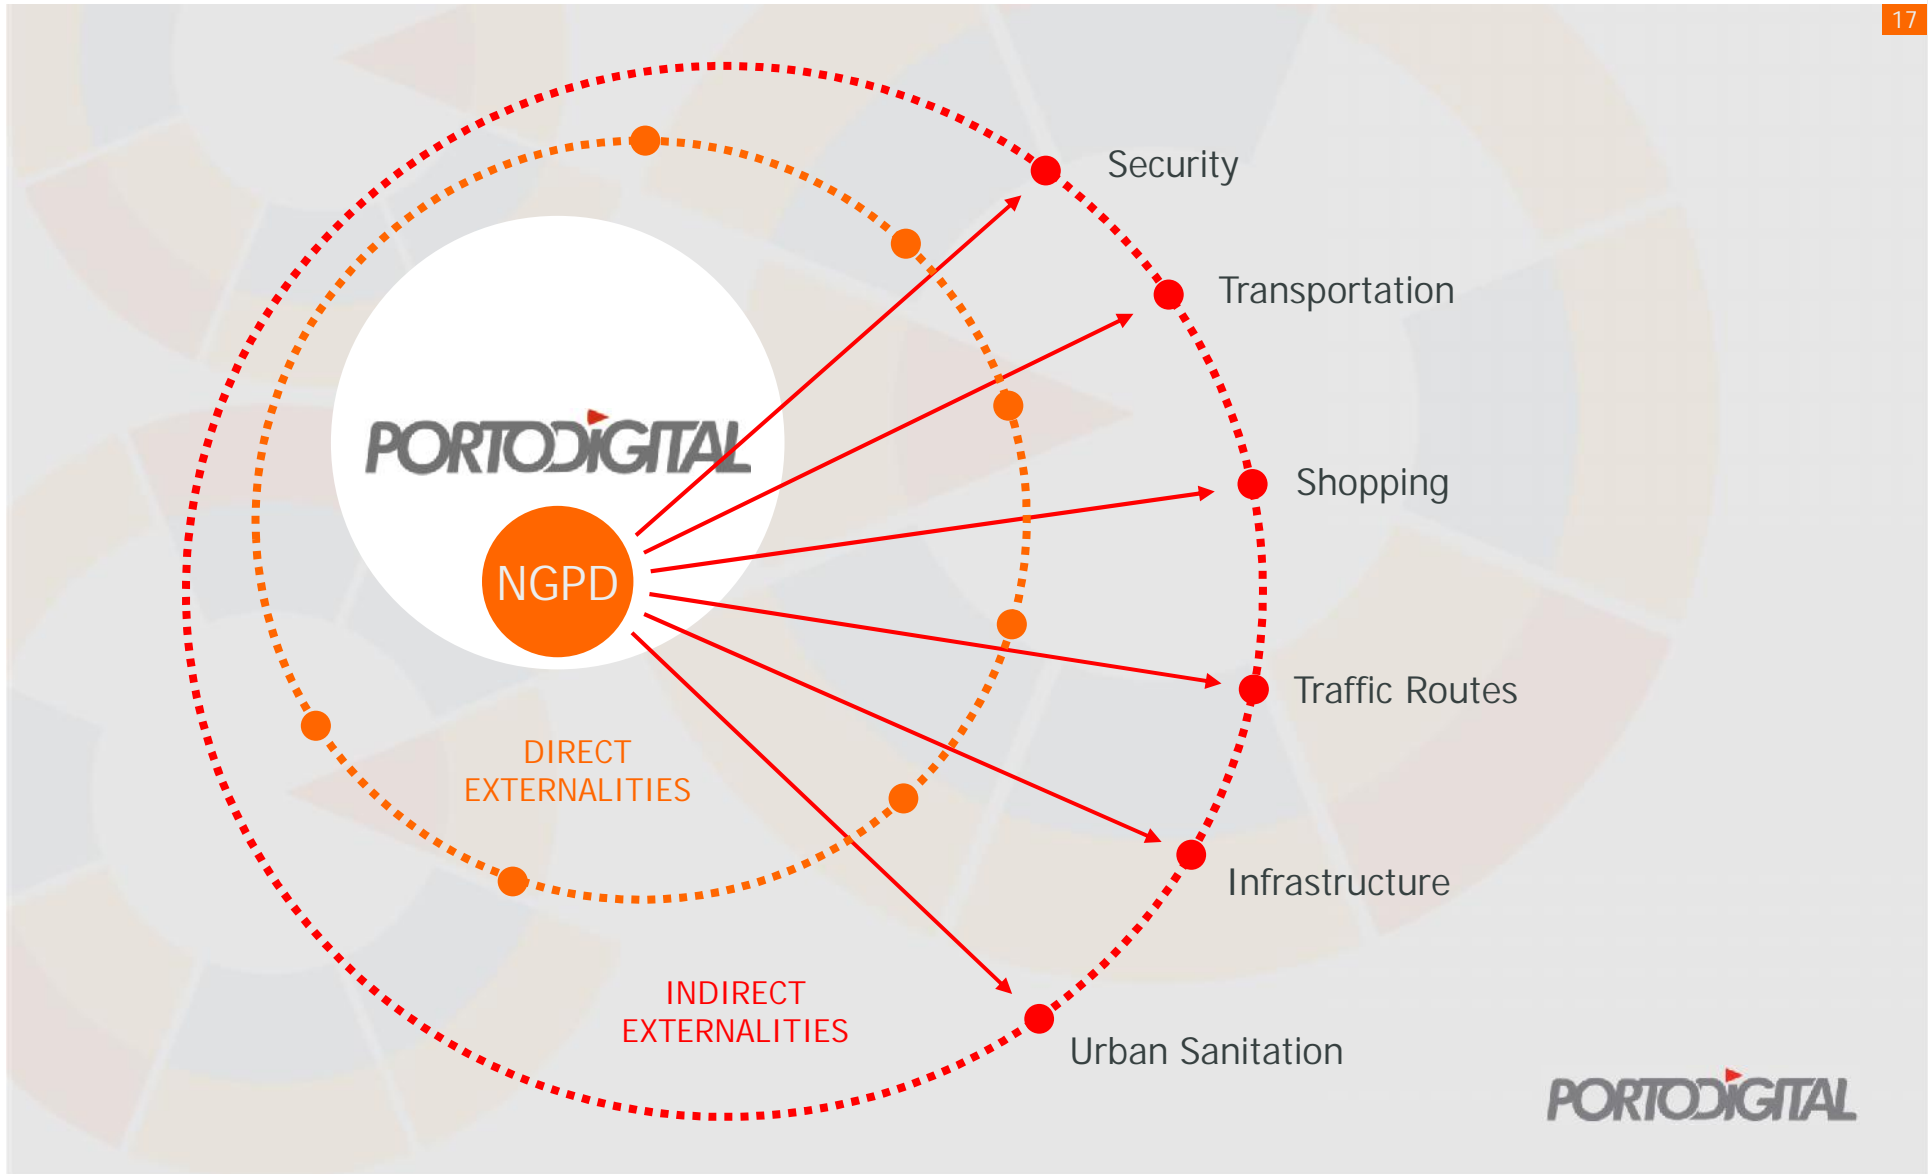 17
Security
Transportation
PORTODiGITAL
Shopping
NGPD
Traffic Routes
DIRECT
EXTERNALITIES
Infrastructure
INDIRECT
EXTERNALITIES
Urban Sanitation
PORTODiGITAL